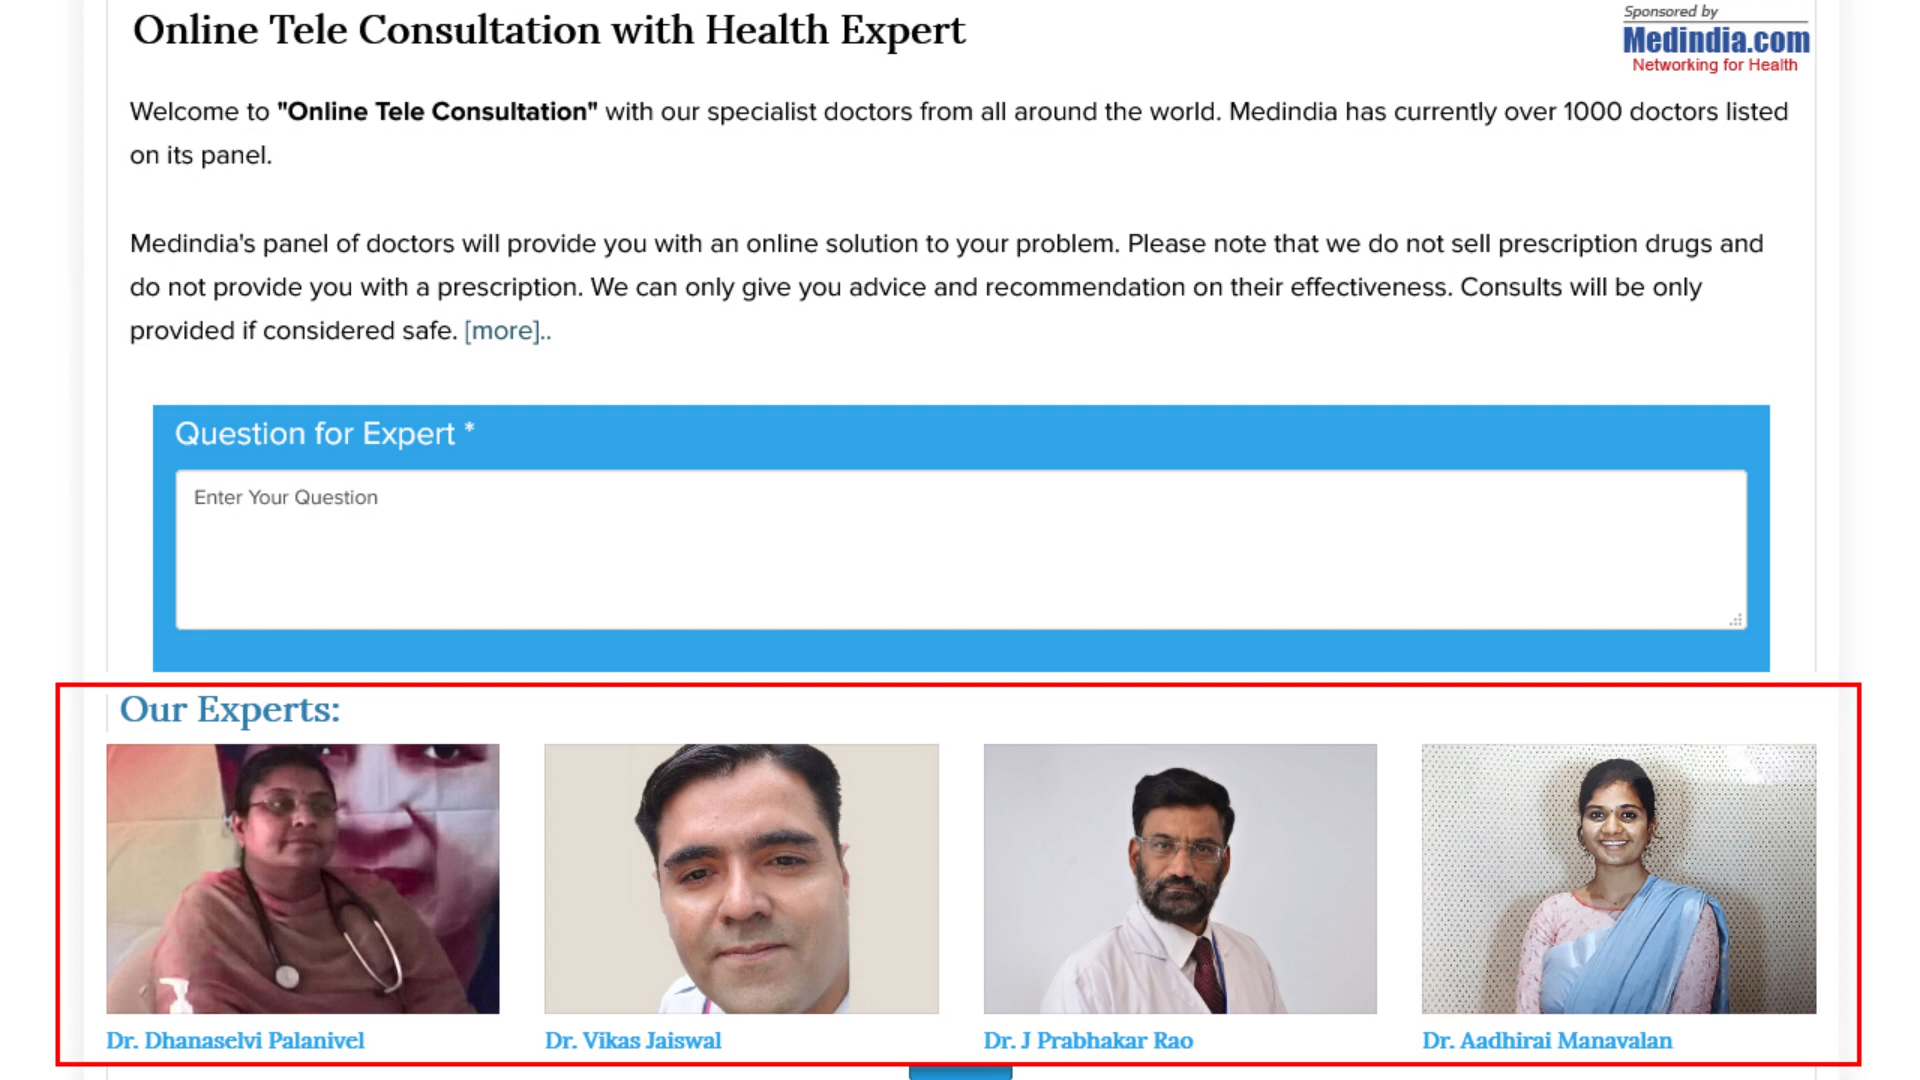 Online Tele Consultation with Health Expert
Sponsored by
Medindia.com
Networking for Health
Welcome to "Online Tele Consultation" with our specialist doctors from all around the world. Medindia has currently over 1000 doctors listed
on its panel.
Medindia's panel of doctors will provide you with an online solution to your problem. Please note that we do not sell prescription drugs and
do not provide you with a prescription. We can only give you advice and recommendation on their effectiveness. Consults will be only
provided if considered safe. [more]..
Question for Expert *
Enter Your Question
Our Experts:
Dr. Dhanaselvi Palanivel
Dr. Vikas Jaiswal
Dr. J Prabhakar Rao
Dr. Aadhirai Manavalan